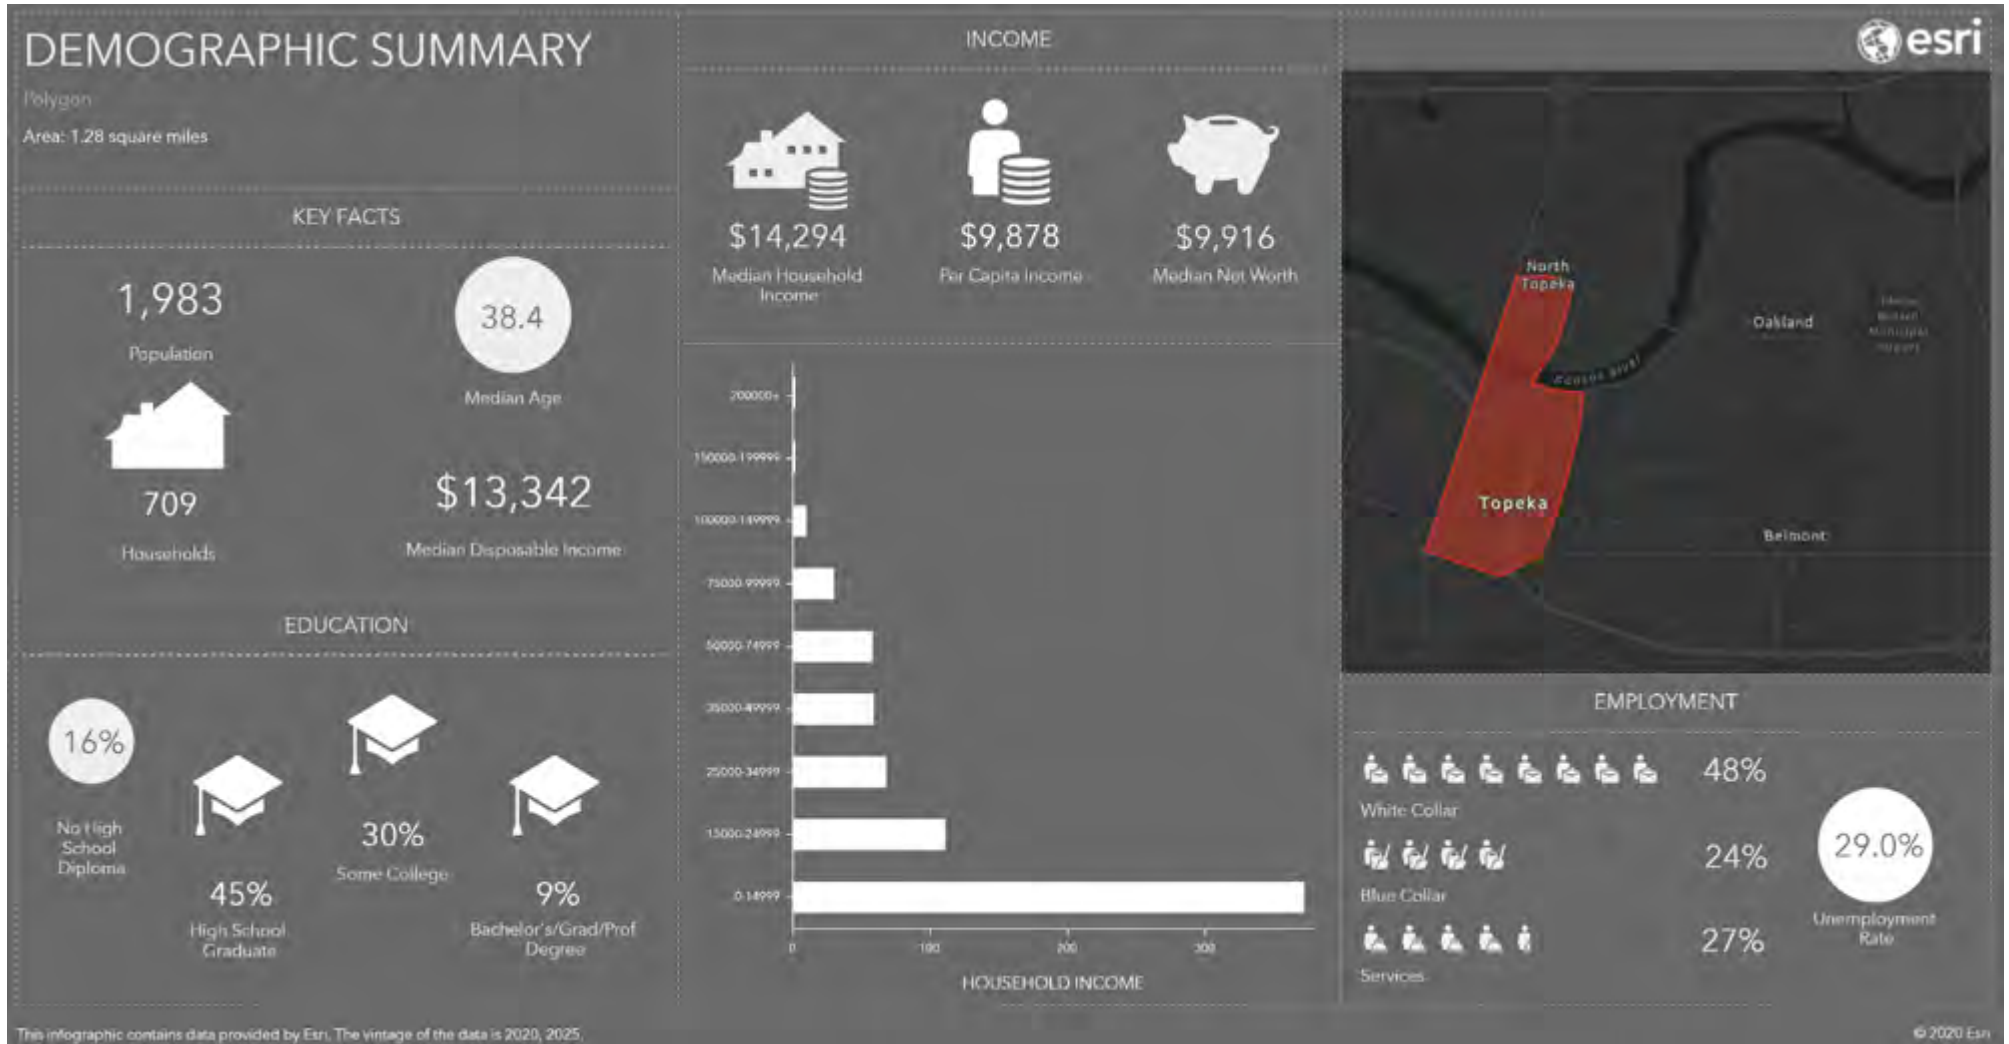 DEMOGRAPHIC SUMMARY
Polygon
Area: 1.28 square miles
KEY FACTS
1,983
Population
38.4
Median Age
709
Households
$13,342
Median Disposable Income
EDUCATION
16%
No High
School
Diploma
45%
High School
Graduate
30%
Some College
9%
Bachelor's/Grad/Prof
Degree
INCOME
$14,294
Median Household
Income
$9,878
Per Capita Income
$9,916
Median Net Worth
200000+
150000-199999
100000-149999
75000-99999
50000-74999
35000-49999
25000-34999
15000-24999
0-14999
0
100
200
300
HOUSEHOLD INCOME
esri
North
Topeka
Oakland
Kansas River
Municipal
Airport
Topeka
Belmont
EMPLOYMENT
48%
White Collar
24%
Blue Collar
27%
Services
29.0%
Unemployment
Rate
This infographic contains data provided by Esri. The vintage of the data is 2020, 2025.
© 2020 Esri